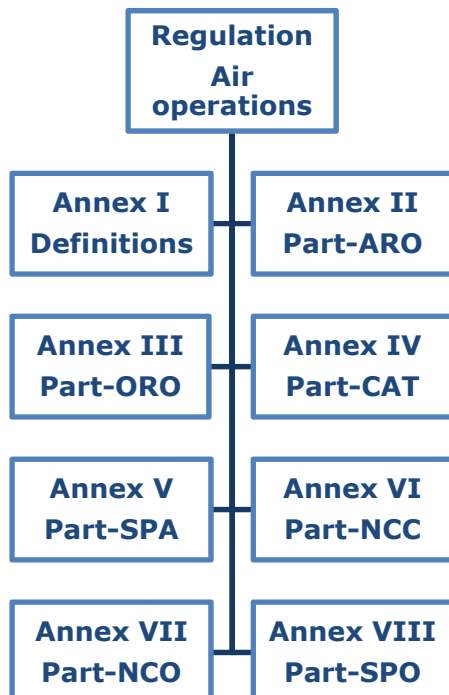 Regulation
Air
operations
Annex I
Definitions
Annex II
Part-ARO
Annex III
Part-ORO
Annex IV
Part-CAT
Annex V
Part-SPA
Annex VI
Part-NCC
Annex VII
Part-NCO
Annex VIII
Part-SPO